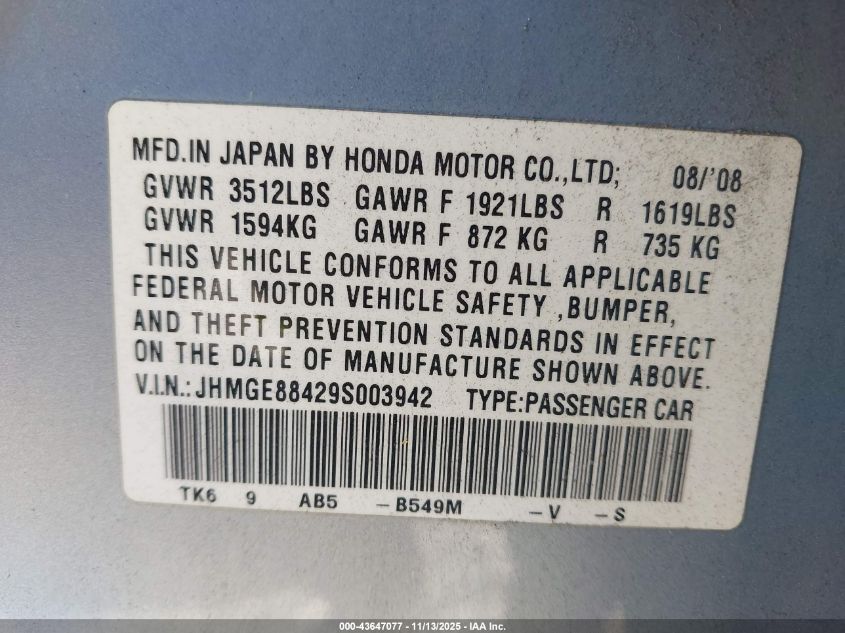 MFD.IN JAPAN BY HONDA MOTOR CO.,LTD; 08/'08
GVWR 3512LBS GAWR F 1921LBS R 1619LBS
GVWR 1594KG GAWR F 872 KG R 735 KG
THIS VEHICLE CONFORMS TO ALL APPLICABLE
FEDERAL MOTOR VEHICLE SAFETY ,BUMPER,
AND THEFT PREVENTION STANDARDS IN EFFECT
ON THE DATE OF MANUFACTURE SHOWN ABOVE.
V.I.N.: JHMGE88429S003942 TYPE:PASSENGER CAR
TK6 9 AB5 - B549M - V - S
000-43647077 - 11/13/2025 - IAA Inc.